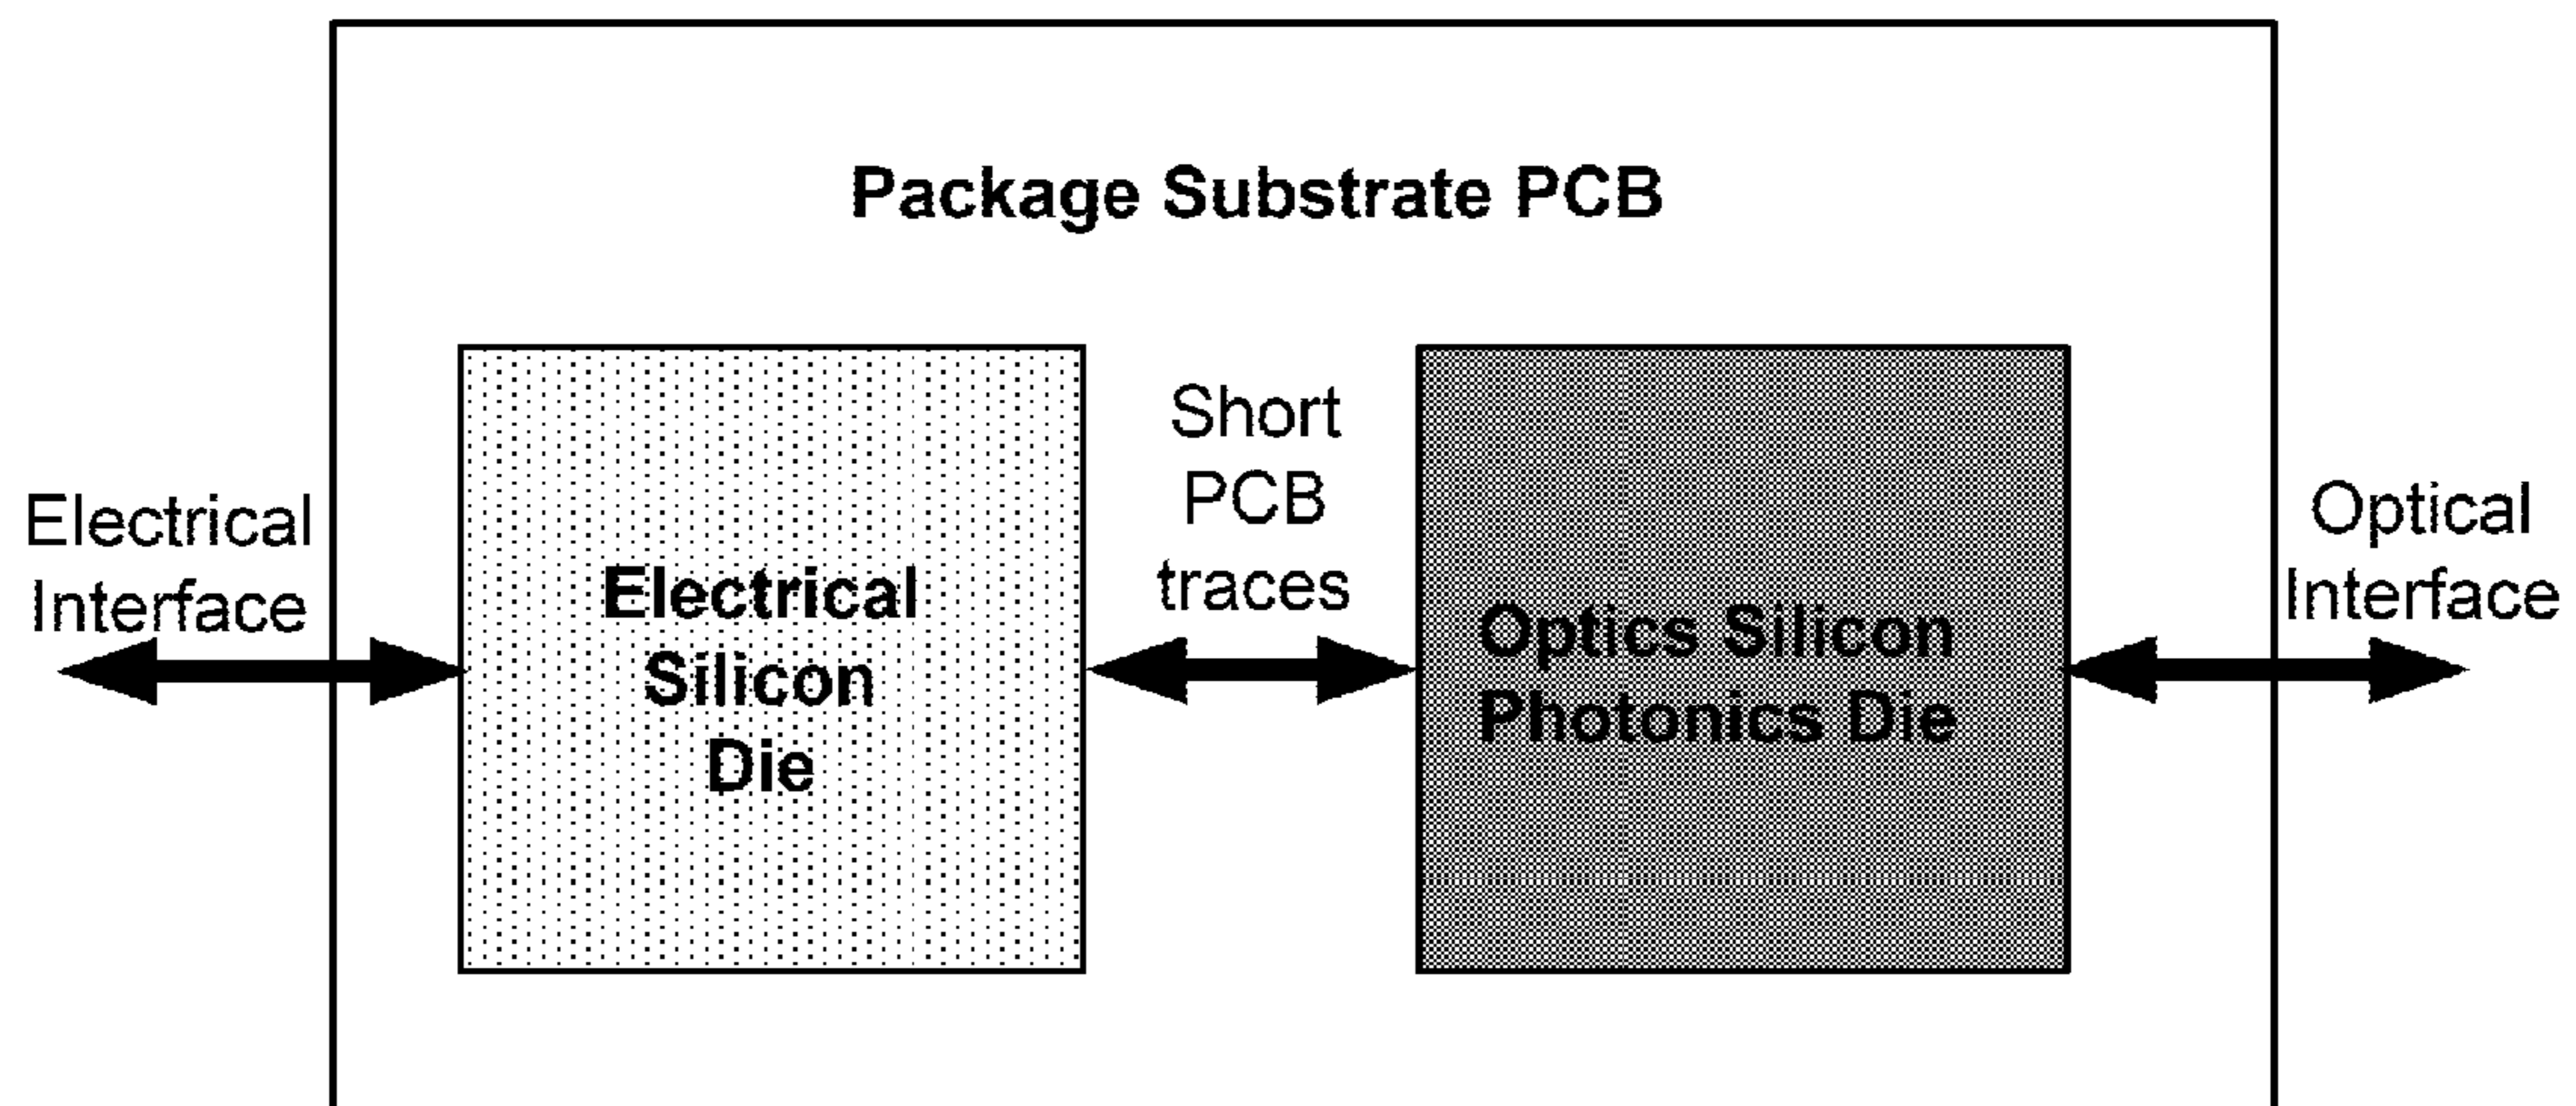 Package Substrate PCB
Electrical
Interface
Electrical
Silicon
Die
Short
PCB
traces
Optics Silicon
Photonics Die
Optical
Interface